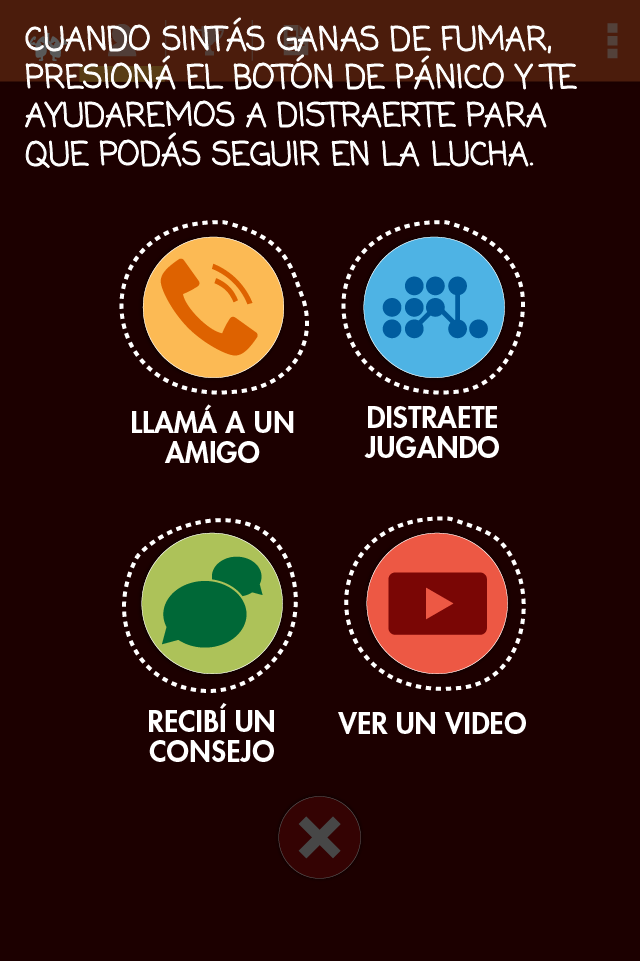 CUANDO SINTÁS GANAS DE FUMAR,
PRESIONÁ EL BOTÓN DE PÁNICO Y TE
AYUDAREMOS A DISTRAERTE PARA
QUE PODÁS SEGUIR EN LA LUCHA.
LLAMÁ A UN
AMIGO
DISTRAETE
JUGANDO
RECIBÍ UN
CONSEJO
VER UN VIDEO